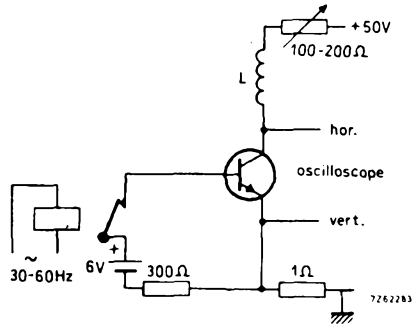 +50V
100-200Ω
L
hor.
oscilloscope
vert.
~
30-60Hz
+
6V
300Ω
1Ω
7Z62283